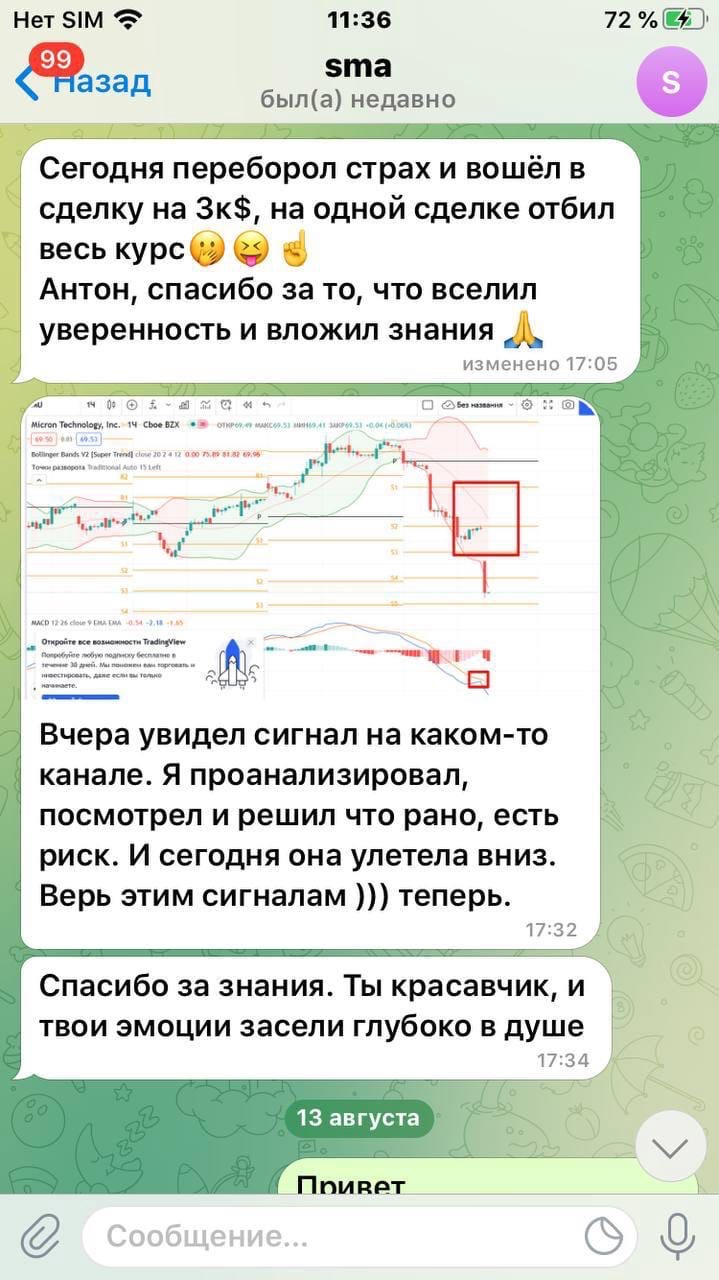 Нет SIM 11:36 72 %
99
Назад
sma
был(а) недавно
S
Сегодня переборол страх и вошёл в
сделку на 3к$, на одной сделке отбил
весь курс🤭😝☝️
Антон, спасибо за то, что вселил
уверенность и вложил знания 🙏
изменено 17:05
Без названия
Micron Technology, Inc. 1Ч Cboe BZX ОТКР69.49 МАКС69.53 МИН69.41 ЗАКР69.53 +0.04 (+0.06%)
69.50 0.03 69.53
Bollinger Bands V2 [Super Trend] close 20 2 4 12 0.00 75.89 81.82 69.96
Точки разворота Traditional Auto 15 Left
R2
R1
P
S1
S2
S3
S4
P
S2
S3
P
S1
S2
S3
S4
S5
MACD 12 26 close 9 EMA EMA -0.54 -2.18 -1.65
Откройте все возможности TradingView
Попробуйте любую подписку бесплатно в
течение 30 дней. Мы поможем вам торговать и
инвестировать, даже если вы только
начинаете.
Вчера увидел сигнал на каком-то
канале. Я проанализировал,
посмотрел и решил что рано, есть
риск. И сегодня она улетела вниз.
Верь этим сигналам ))) теперь.
17:32
Спасибо за знания. Ты красавчик, и
твои эмоции засели глубоко в душе
17:34
13 августа
Привет
Сообщение...